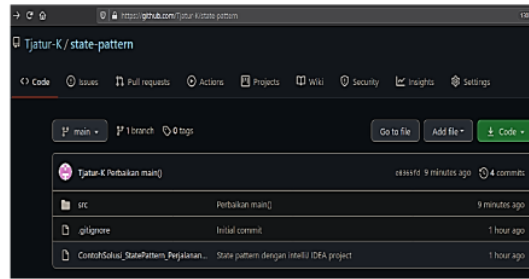 https://github.com/Tjatur-K/state-pattern
Tjatur-K / state-pattern
Code Issues Pull requests Actions Projects Wiki Security Insights Settings
main 1 branch 0 tags Go to file Add file Code
Tjatur-K Perbaikan main() 9 minutes ago 4 commits
src Perbaikan main() 9 minutes ago
.gitignore Initial commit 1 hour ago
ContohSolusi_StatePattern_Perjalanan... State pattern dengan intelliJ IDEA project 1 hour ago